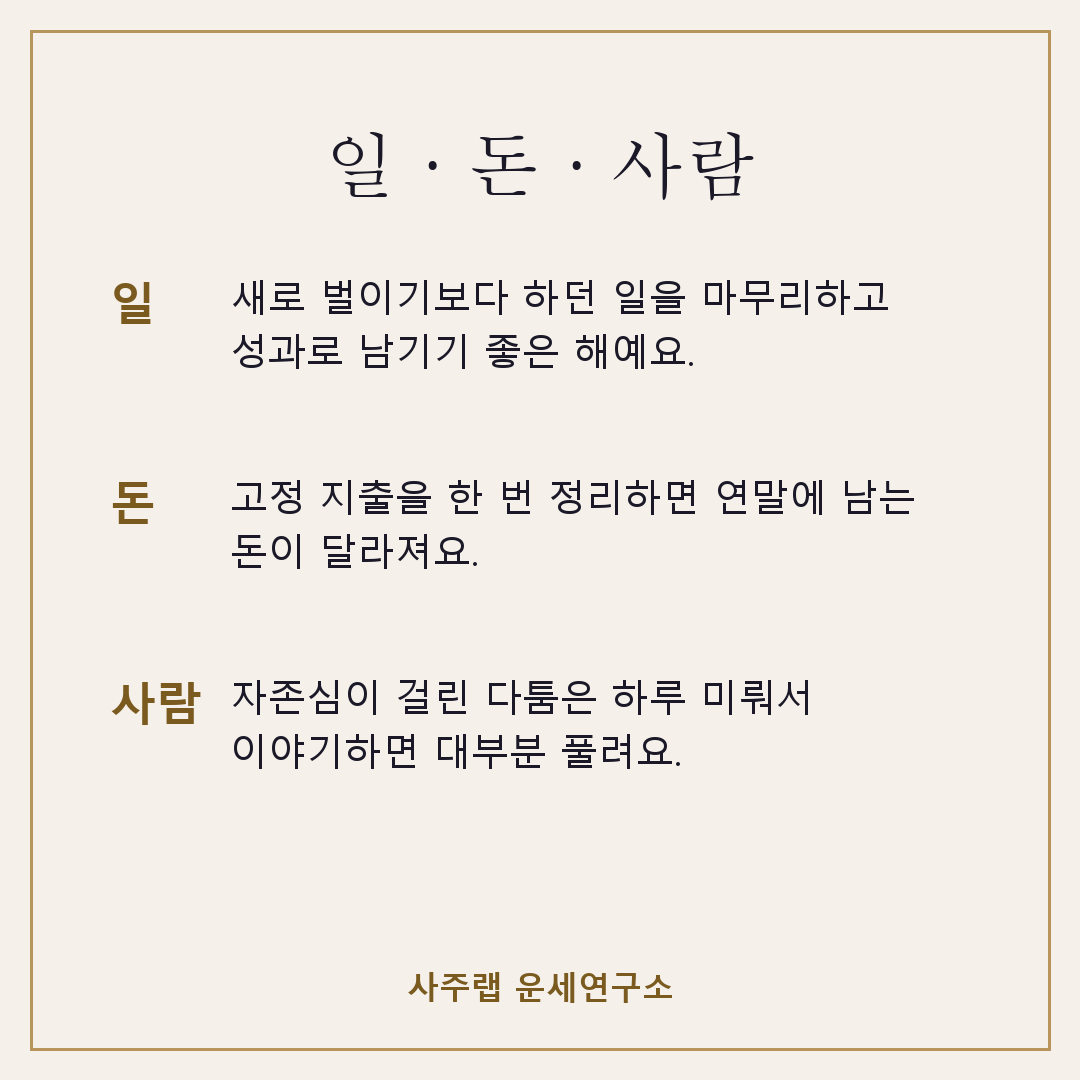 일 · 돈 · 사람
일
새로 벌이기보다 하던 일을 마무리하고
성과로 남기기 좋은 해예요.
돈
고정 지출을 한 번 정리하면 연말에 남는
돈이 달라져요.
사람
자존심이 걸린 다툼은 하루 미뤄서
이야기하면 대부분 풀려요.
사주랩 운세연구소